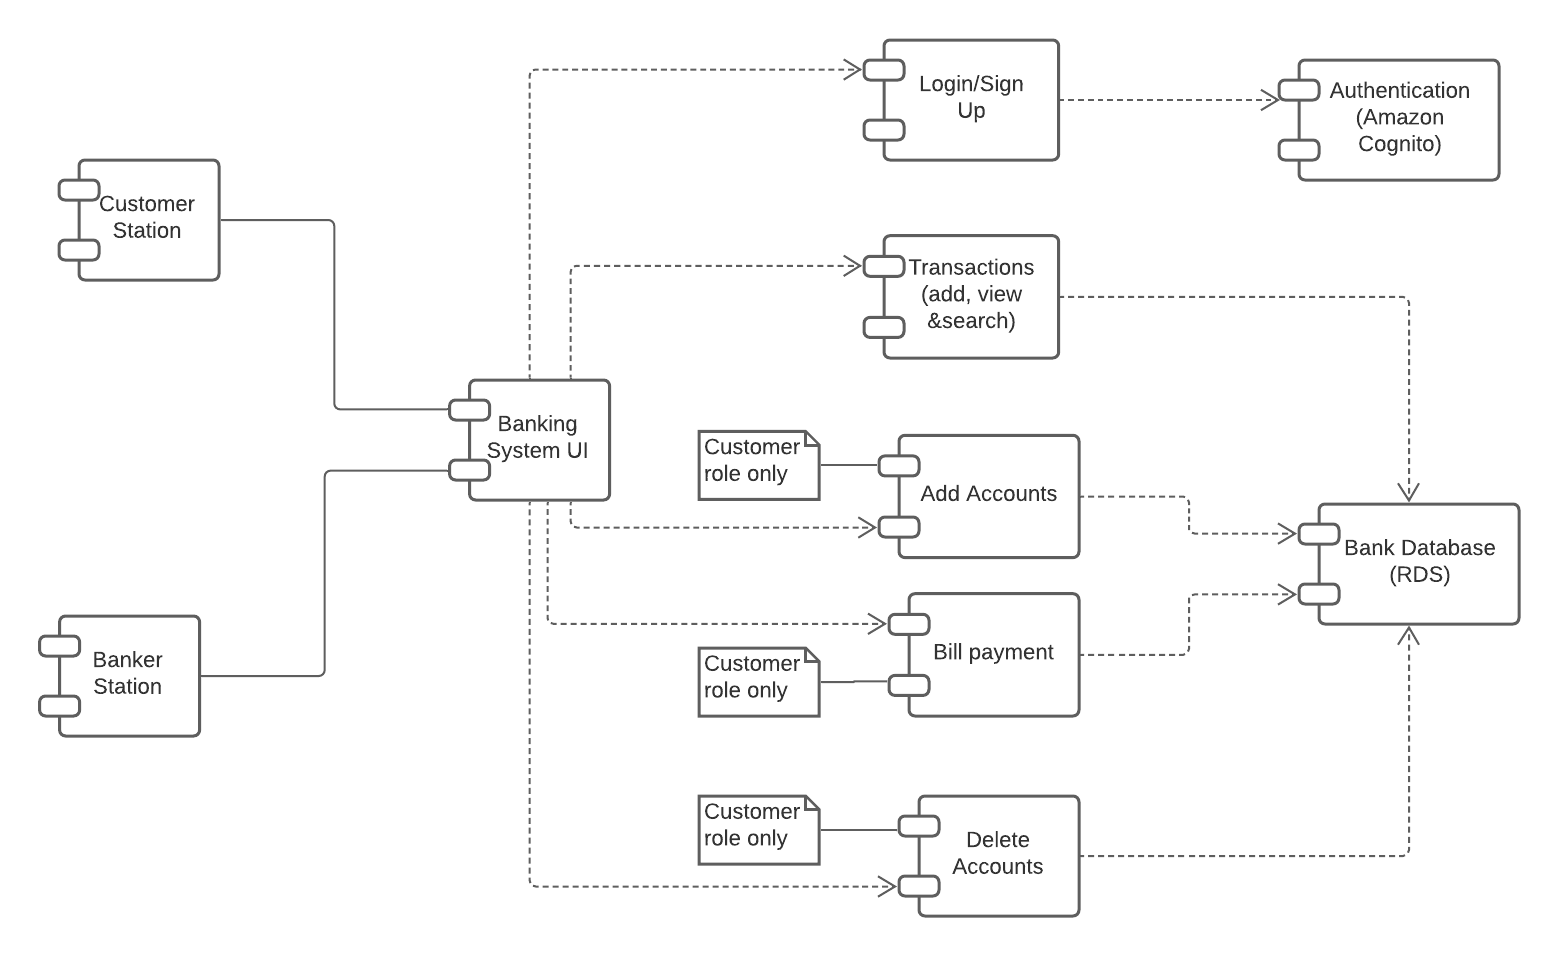 Login/Sign
Up
Authentication
(Amazon
Cognito)
Customer
Station
Transactions
(add, view
&search)
Banking
System UI
Customer
role only
Add Accounts
Bank Database
(RDS)
Banker
Station
Customer
role only
Bill payment
Customer
role only
Delete
Accounts